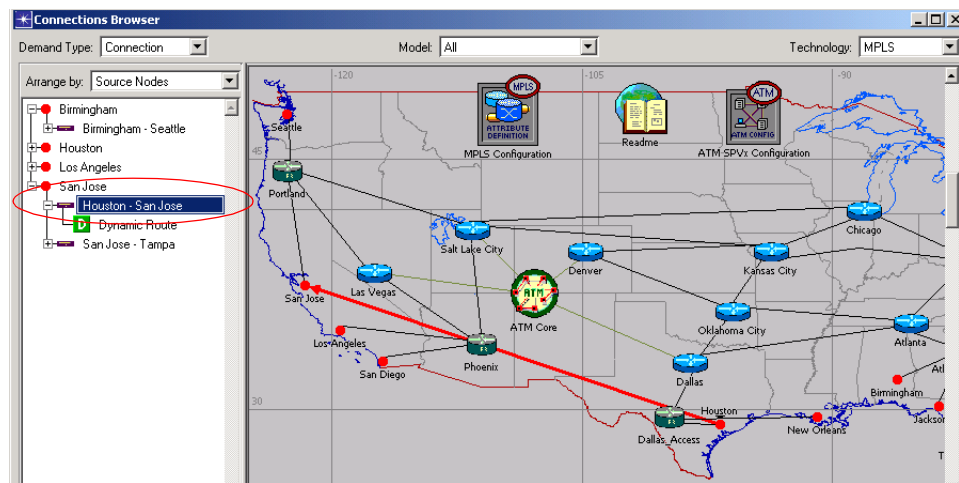 Connections Browser
Demand Type: Connection
Model: All
Technology: MPLS
Arrange by: Source Nodes
Birmingham
Birmingham - Seattle
Houston
Los Angeles
San Jose
Houston - San Jose
D Dynamic Route
San Jose - Tampa
-120
-105
-90
45
30
MPLS
ATTRIBUTE
DEFINITION
MPLS Configuration
Readme
ATM
ATM CONFIG
ATM SPVx Configuration
Seattle
Portland
Salt Lake City
Chicago
Denver
Kansas City
San Jose
Las Vegas
ATM
ATM Core
Oklahoma City
Los Angeles
Atlanta
San Diego
Phoenix
Dallas
Atl
Birmingham
Houston
Dallas_Access
New Orleans
Jackson
T